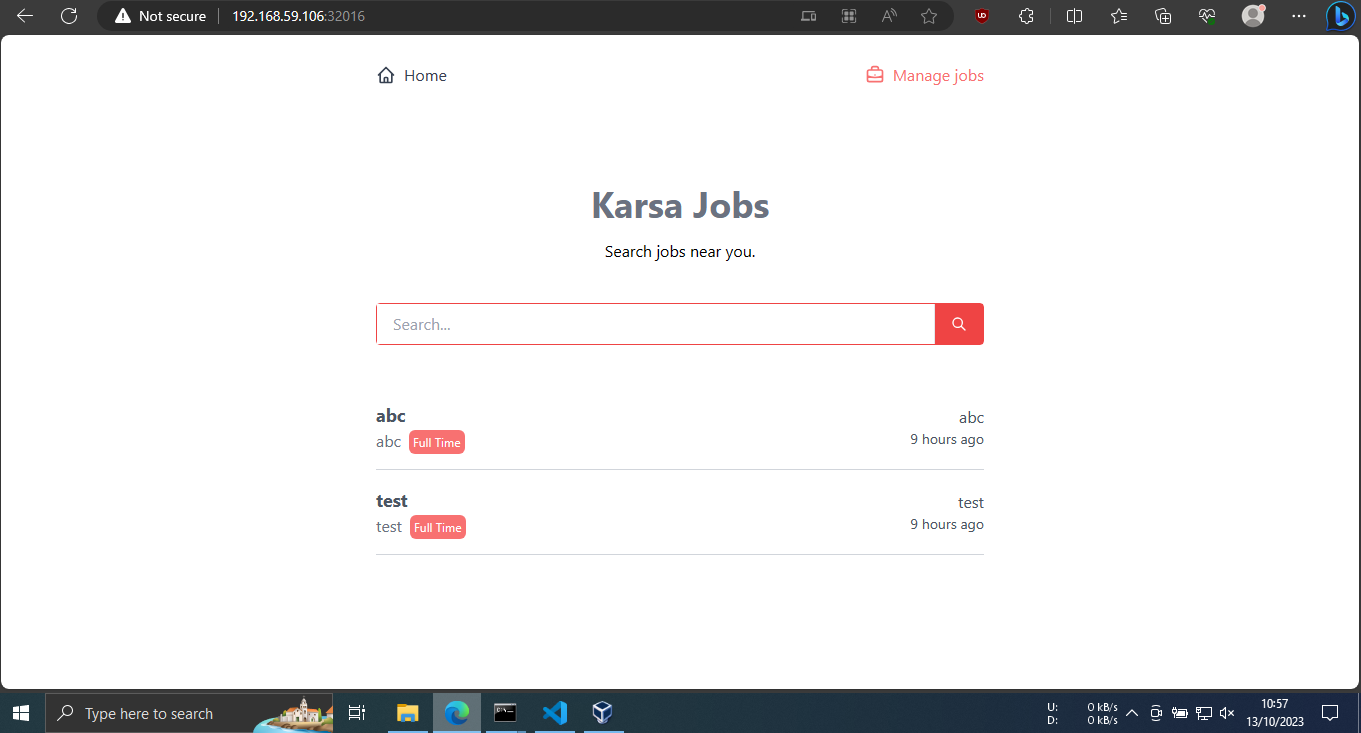 Not secure 192.168.59.106:32016
Home
Manage jobs
Karsa Jobs
Search jobs near you.
Search...
abc
abc
abc Full Time
9 hours ago
test
test
test Full Time
9 hours ago
Type here to search
U: 0 kB/s
D: 0 kB/s
10:57
13/10/2023